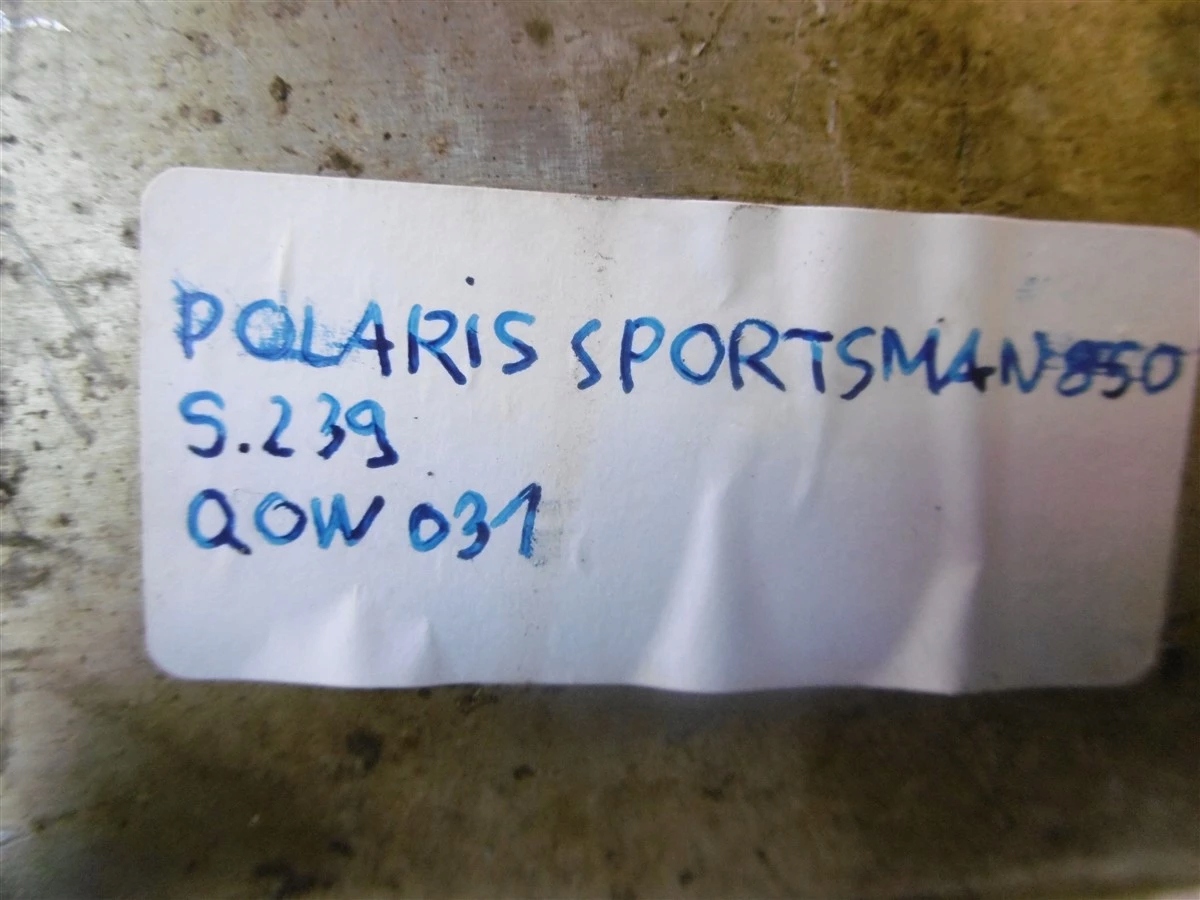 POLARIS SPORTSMAN 850
S.239
QOW 031